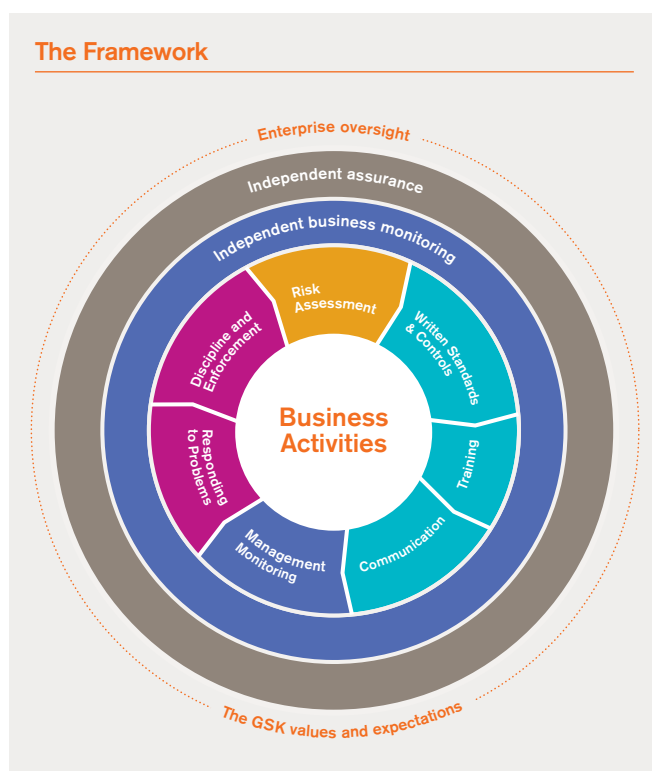 The Framework
Enterprise oversight
Independent assurance
Independent business monitoring
Risk
Assessment
Written Standards
& Controls
Training
Communication
Management
Monitoring
Responding
to Problems
Discipline and
Enforcement
Business
Activities
The GSK values and expectations